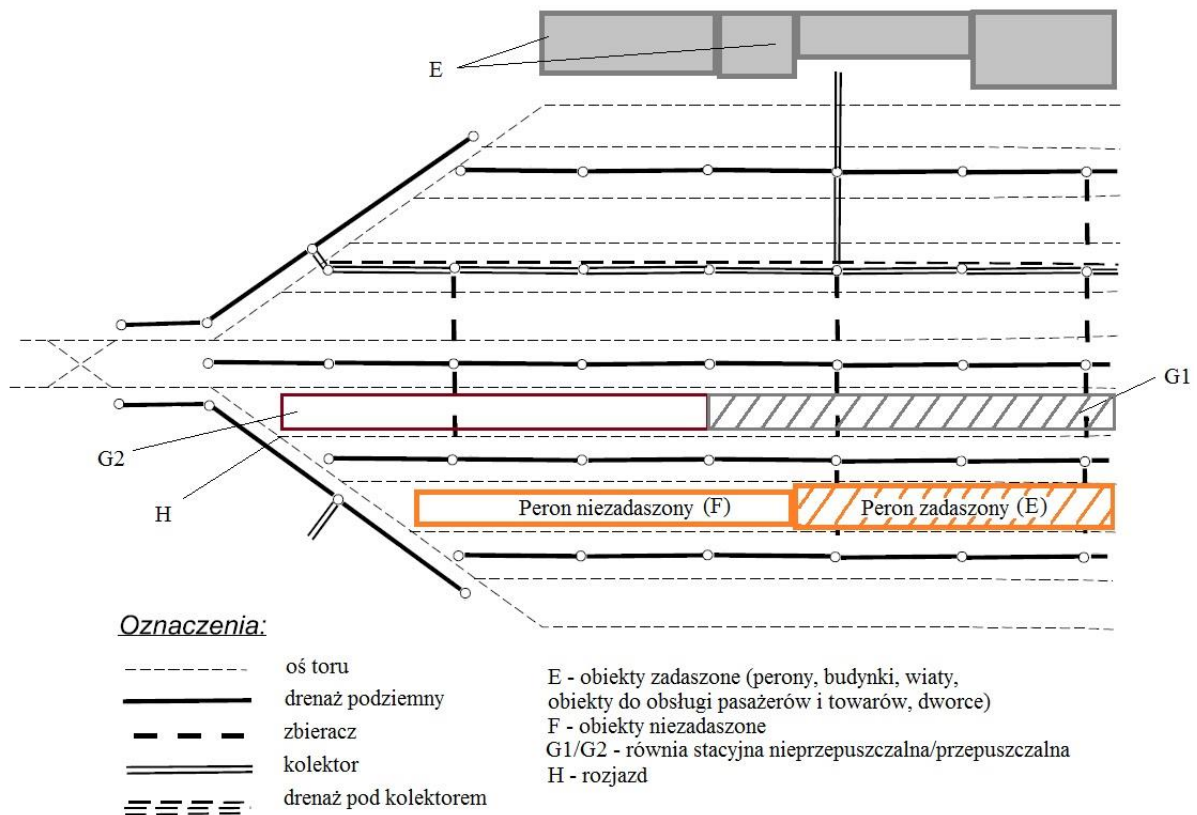 E
G1
G2
H
Peron niezadaszony (F)
Peron zadaszony (E)
Oznaczenia:
oś toru
drenaż podziemny
zbieracz
kolektor
drenaż pod kolektorem
E - obiekty zadaszone (perony, budynki, wiaty,
obiekty do obsługi pasażerów i towarów, dworce)
F - obiekty niezadaszone
G1/G2 - równia stacyjna nieprzepuszczalna/przepuszczalna
H - rozjazd